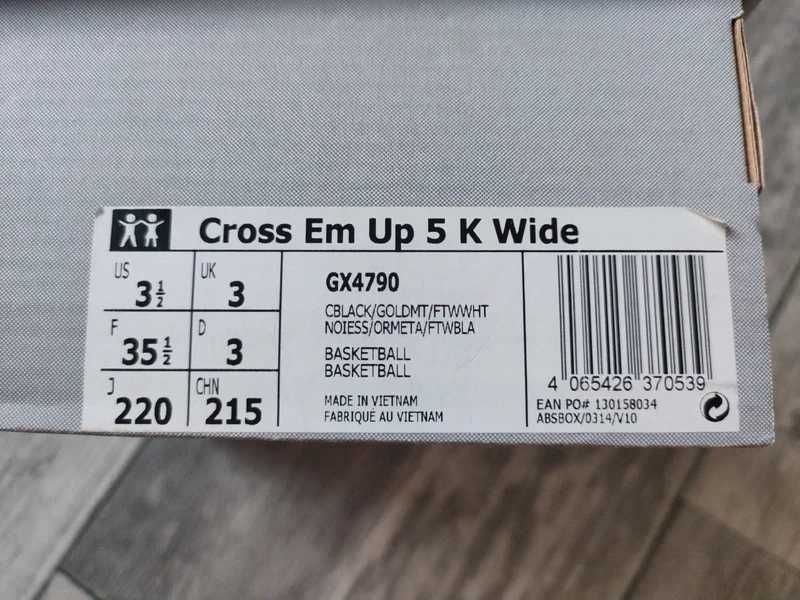 Cross Em Up 5 K Wide
US 3 1/2 UK 3
F 35 1/2 D 3
J 220 CHN 215
GX4790
CBLACK/GOLDMT/FTWWHT
NOIESS/ORMETA/FTWBLA
BASKETBALL
BASKETBALL
MADE IN VIETNAM
FABRIQUÉ AU VIETNAM
4 065426 370539
EAN PO# 130158034
ABSBOX/0314/V10